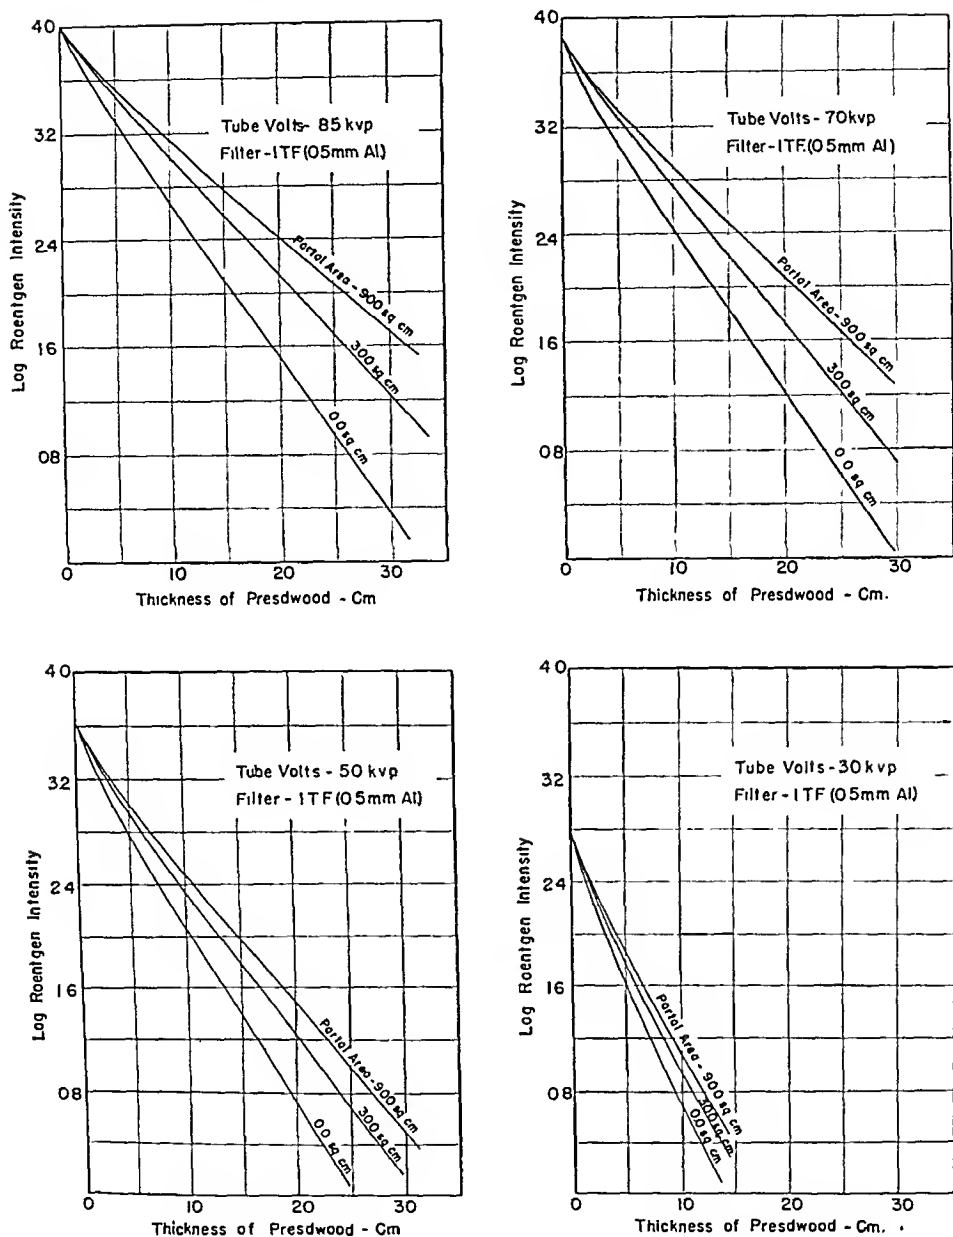 40
32
24
16
08
Log Roentgen Intensity
Tube Volts- 85 kvp
Filter-1TF (05mm Al)
Portal Area - 900 sq cm
300 sq cm
00 sq cm
0 10 20 30
Thickness of Presdwood - Cm
40
32
24
16
08
Log Roentgen Intensity
Tube Volts - 70kvp
Filter-1TF.(05mm Al)
Portal Area - 900 sq cm
300 sq cm
0.0 sq cm
0 10 20 30
Thickness of Presdwood - Cm.
40
32
24
16
08
Log Roentgen Intensity
Tube Volts - 50 kvp
Filter - 1TF (05mm Al)
Portal Area - 900 sq cm
300 sq cm
00 sq cm
0 10 20 30
Thickness of Presdwood - Cm
40
32
24
16
08
Log Roentgen Intensity
Tube Volts -30 kvp
Filter - 1TF (05mm Al)
Portal Area - 900 sq cm
300 sq cm.
00 sq cm
0 10 20 30
Thickness of Presdwood - Cm.